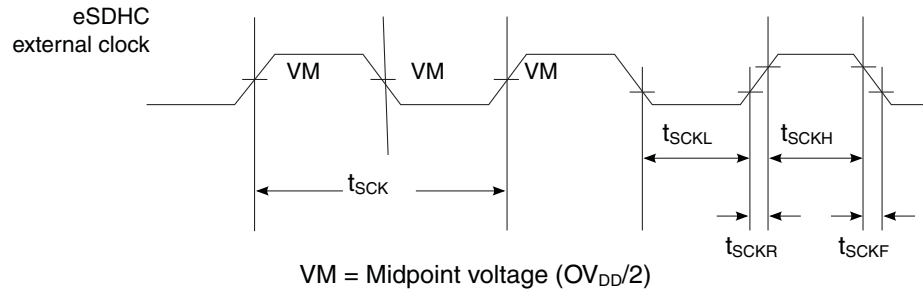 eSDHC
external clock
VM VM VM
tSCKL tSCKH
tSCK
tSCKR tSCKF
VM = Midpoint voltage (OVDD/2)